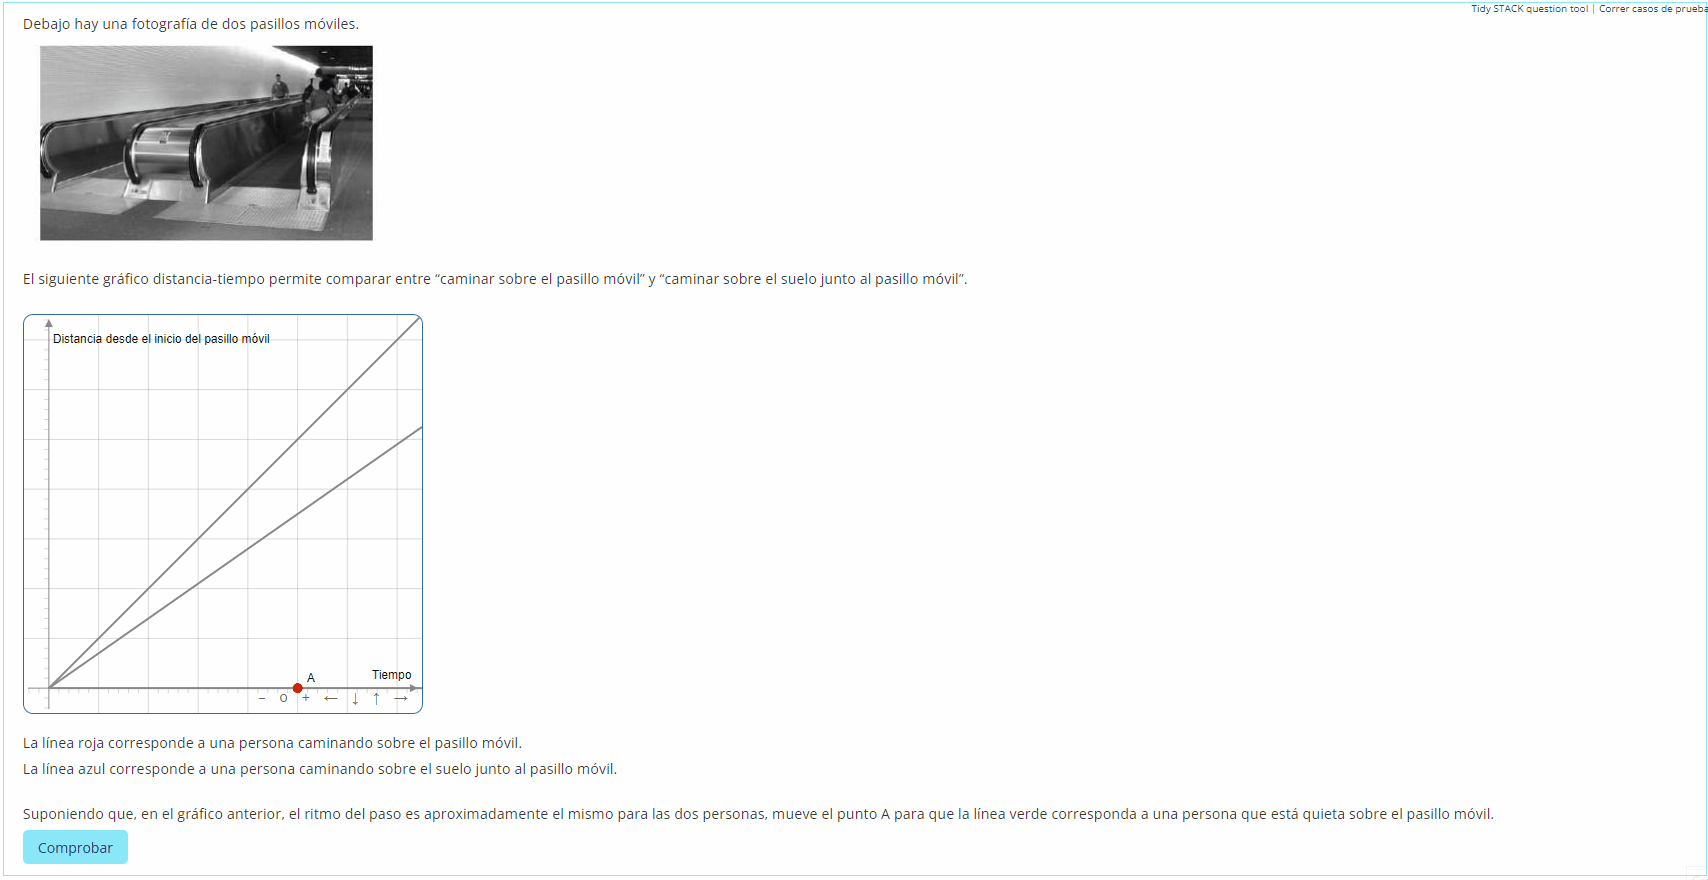 Tidy STACK question tool | Correr casos de prueba
Debajo hay una fotografía de dos pasillos móviles.
El siguiente gráfico distancia-tiempo permite comparar entre “caminar sobre el pasillo móvil” y “caminar sobre el suelo junto al pasillo móvil”.
Distancia desde el inicio del pasillo móvil
A
Tiempo
− o + ← ↓ ↑ →
La línea roja corresponde a una persona caminando sobre el pasillo móvil.
La línea azul corresponde a una persona caminando sobre el suelo junto al pasillo móvil.
Suponiendo que, en el gráfico anterior, el ritmo del paso es aproximadamente el mismo para las dos personas, mueve el punto A para que la línea verde corresponda a una persona que está quieta sobre el pasillo móvil.
Comprobar